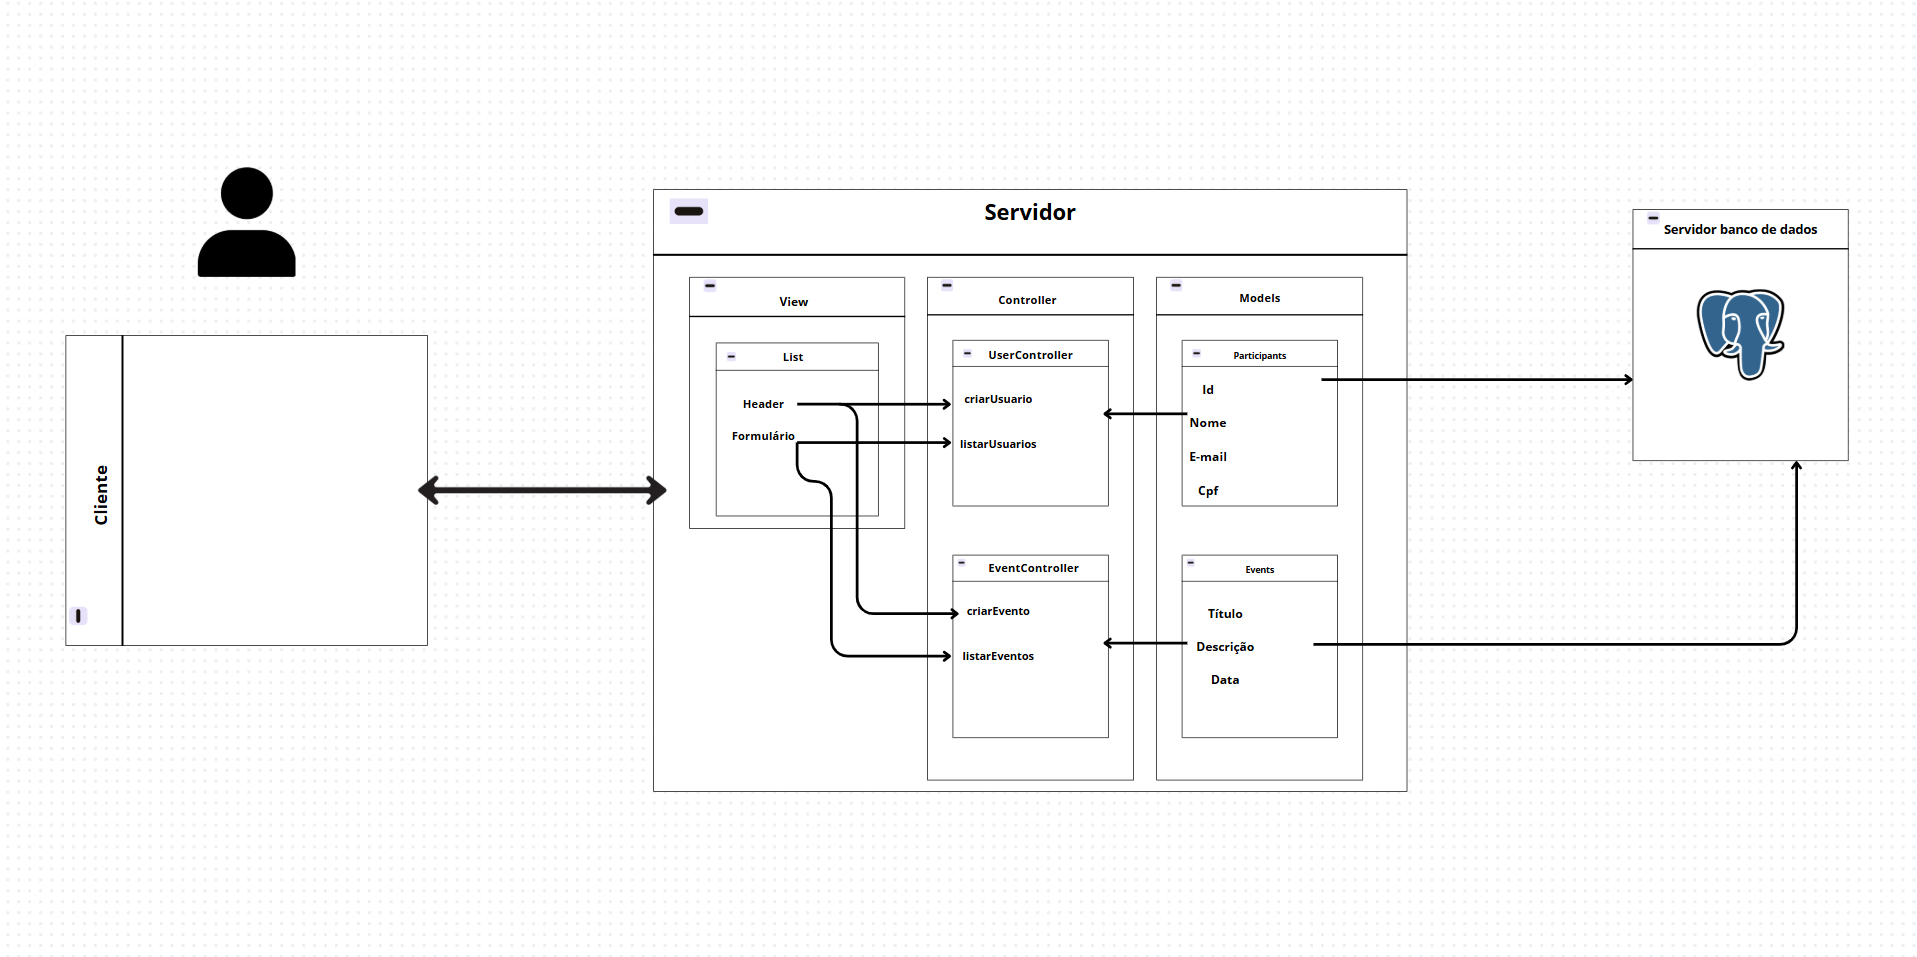 Cliente
Servidor
View
List
Header
Formulário
Controller
UserController
criarUsuario
listarUsuarios
EventController
criarEvento
listarEventos
Models
Participants
Id
Nome
E-mail
Cpf
Events
Título
Descrição
Data
Servidor banco de dados